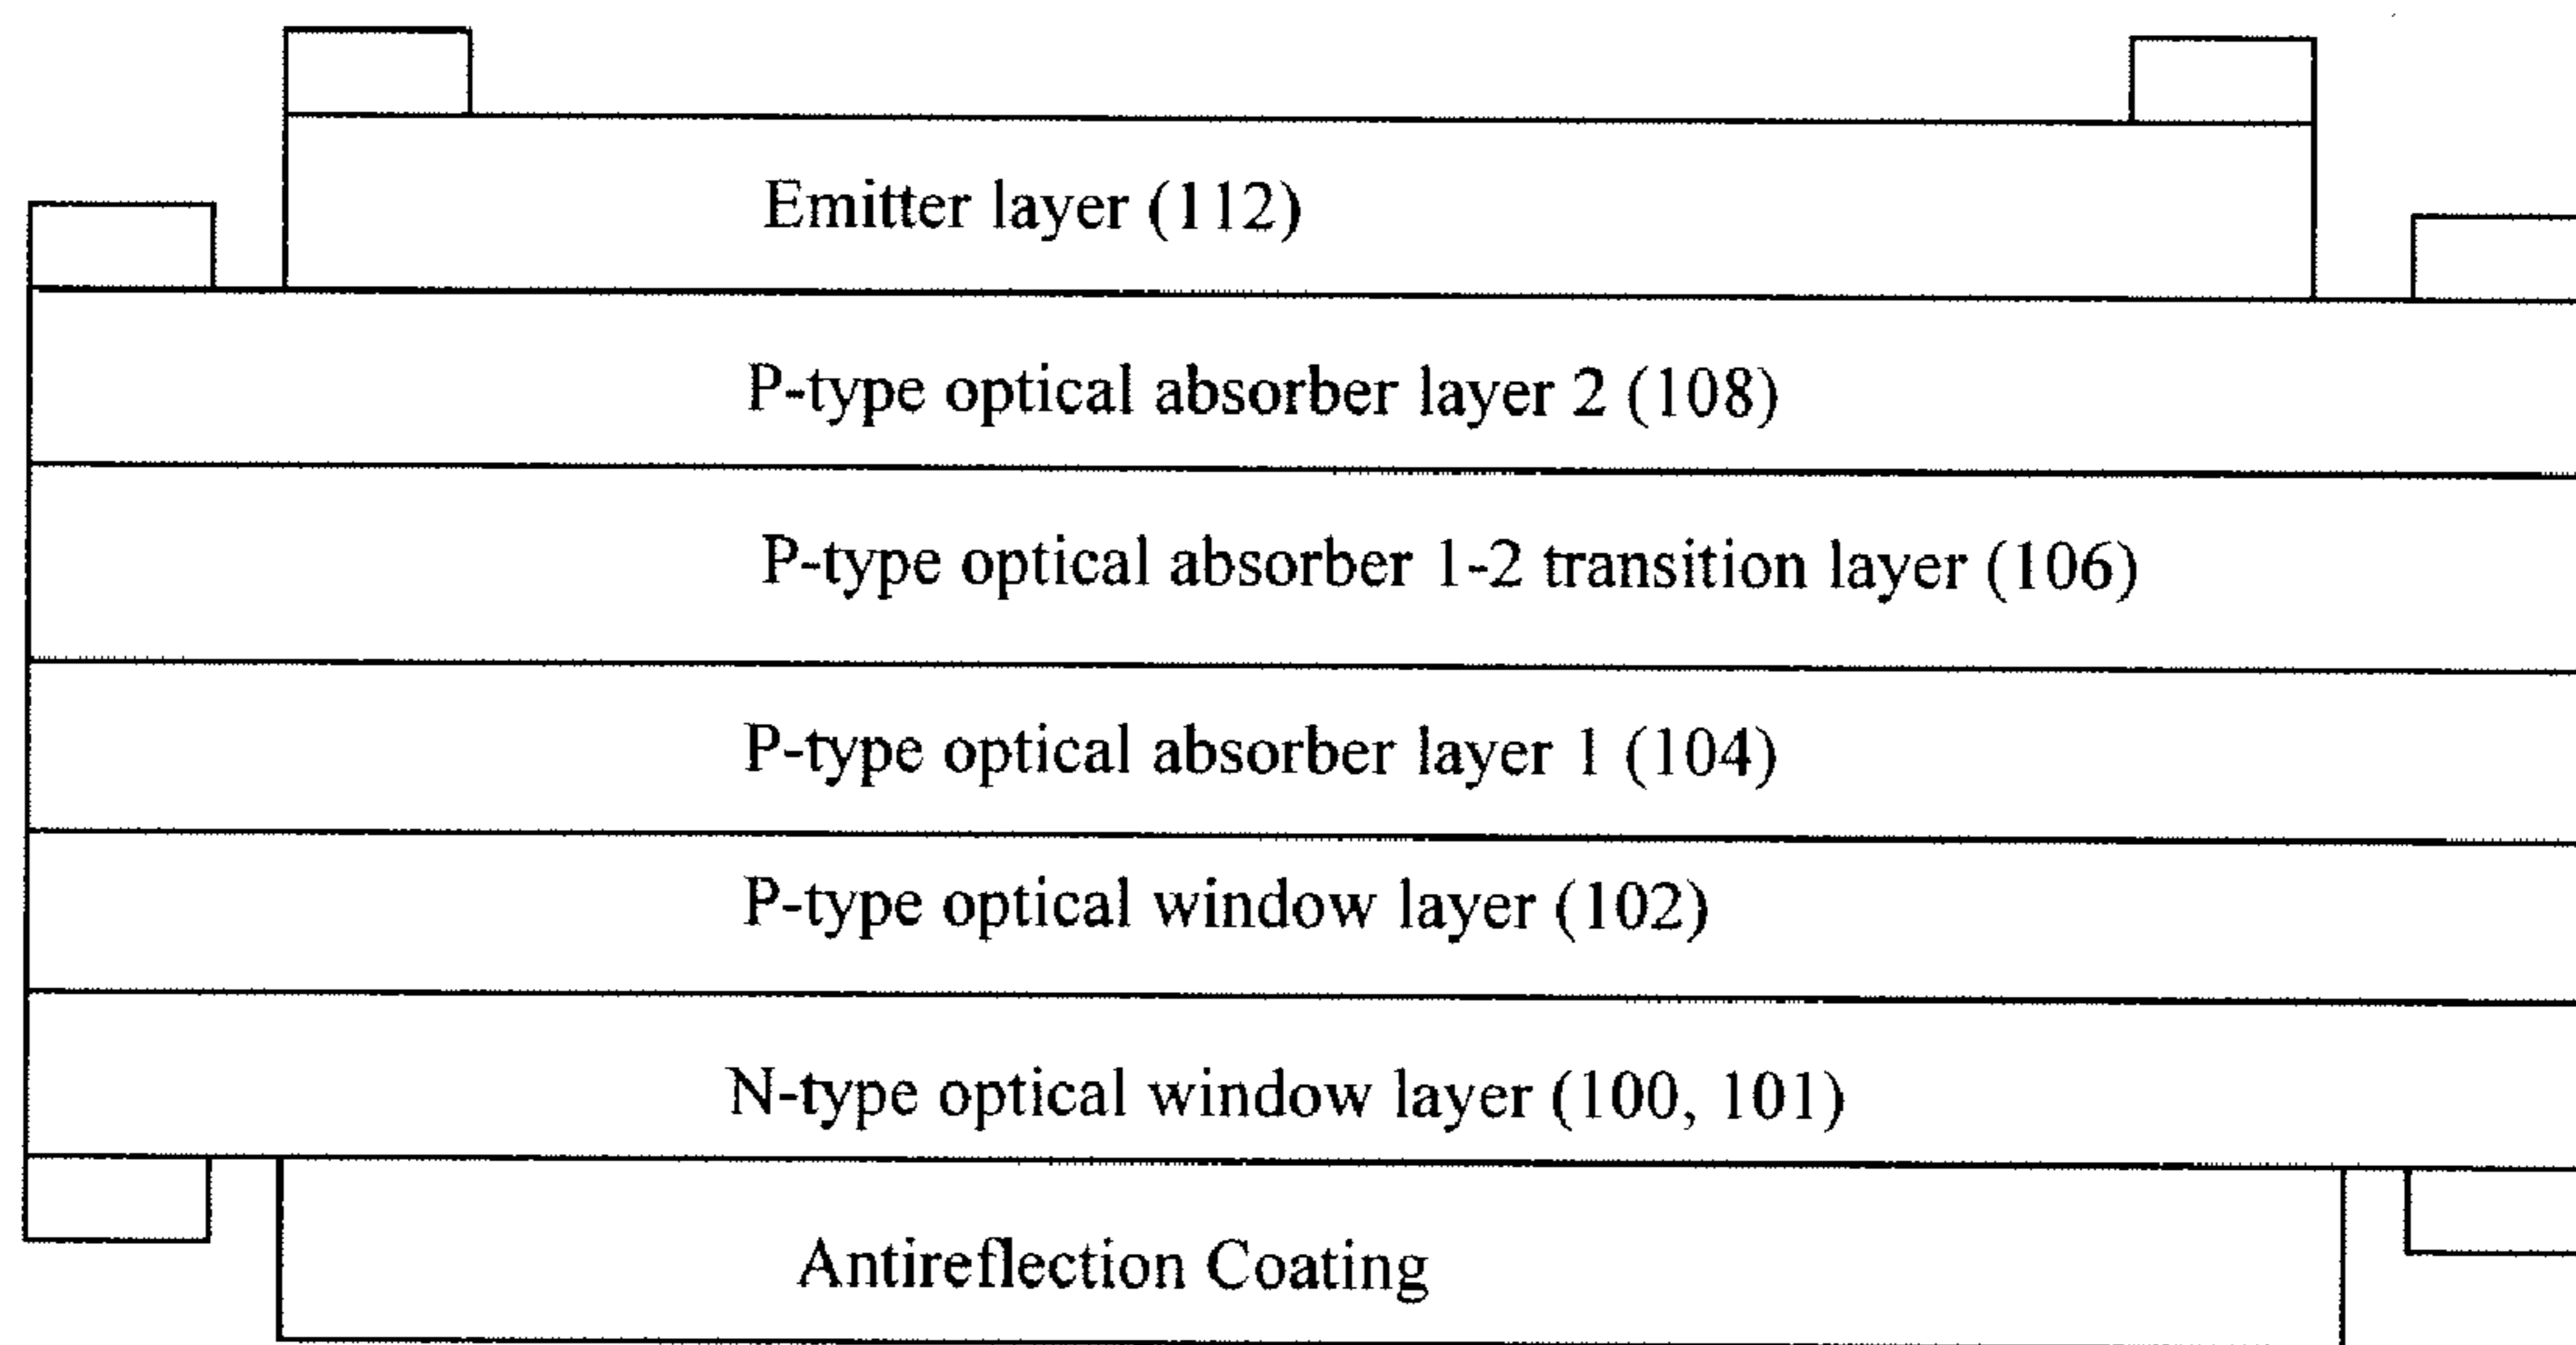 Emitter layer (112)
P-type optical absorber layer 2 (108)
P-type optical absorber 1-2 transition layer (106)
P-type optical absorber layer 1 (104)
P-type optical window layer (102)
N-type optical window layer (100, 101)
Antireflection Coating